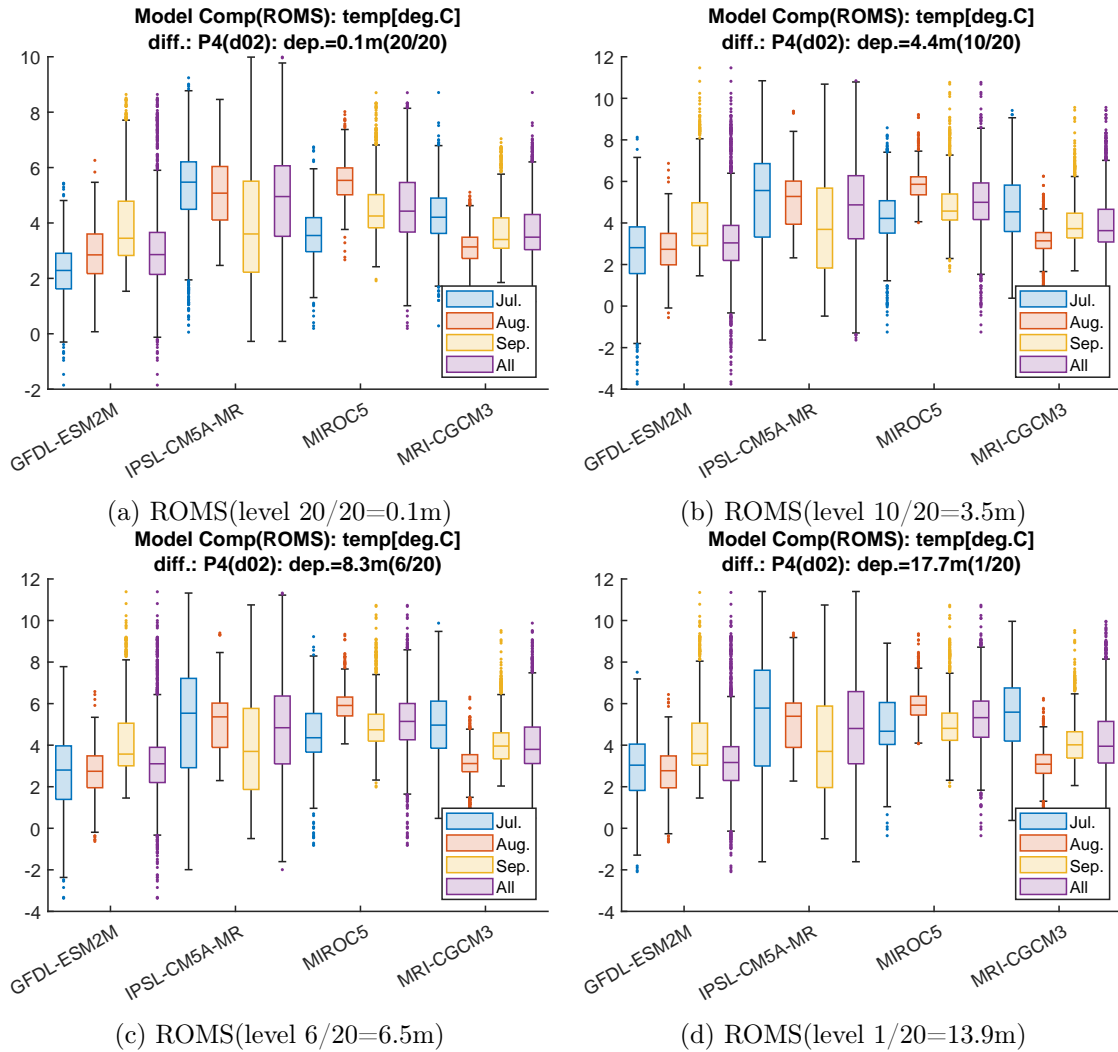 Model Comp(ROMS): temp[deg.C]
diff.: P4(d02): dep.=0.1m(20/20)
10
8
6
4
2
0
-2
Jul.
Aug.
Sep.
All
GFDL-ESM2M
IPSL-CM5A-MR
MIROC5
MRI-CGCM3
(a) ROMS(level 20/20=0.1m)
Model Comp(ROMS): temp[deg.C]
diff.: P4(d02): dep.=4.4m(10/20)
12
10
8
6
4
2
0
-2
-4
Jul.
Aug.
Sep.
All
GFDL-ESM2M
IPSL-CM5A-MR
MIROC5
MRI-CGCM3
(b) ROMS(level 10/20=3.5m)
Model Comp(ROMS): temp[deg.C]
diff.: P4(d02): dep.=8.3m(6/20)
12
10
8
6
4
2
0
-2
-4
Jul.
Aug.
Sep.
All
GFDL-ESM2M
IPSL-CM5A-MR
MIROC5
MRI-CGCM3
(c) ROMS(level 6/20=6.5m)
Model Comp(ROMS): temp[deg.C]
diff.: P4(d02): dep.=17.7m(1/20)
12
10
8
6
4
2
0
-2
-4
Jul.
Aug.
Sep.
All
GFDL-ESM2M
IPSL-CM5A-MR
MIROC5
MRI-CGCM3
(d) ROMS(level 1/20=13.9m)